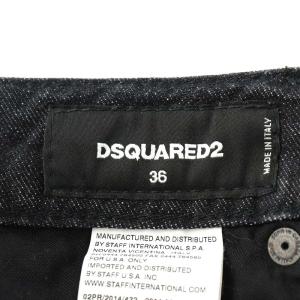 DSQUARED2
36
MADE IN ITALY
MANUFACTURED AND DISTRIBUTED
BY STAFF INTERNATIONAL S.P.A.
NOVENTA VICENTINA, ITALY
FOR U.S.A. ONLY
IMPORTED AND DISTRIBUTED
BY STAFF U.S.A. INC
WWW.STAFFINTERNATIONAL.COM